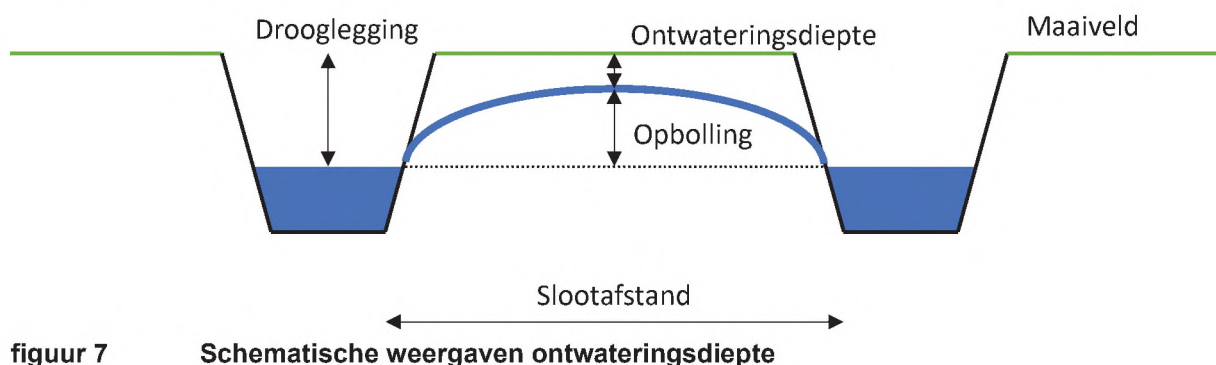 Drooglegging
Ontwateringsdiepte
Maaiveld
Opbolling
Slootafstand
figuur 7 Schematische weergaven ontwateringsdiepte